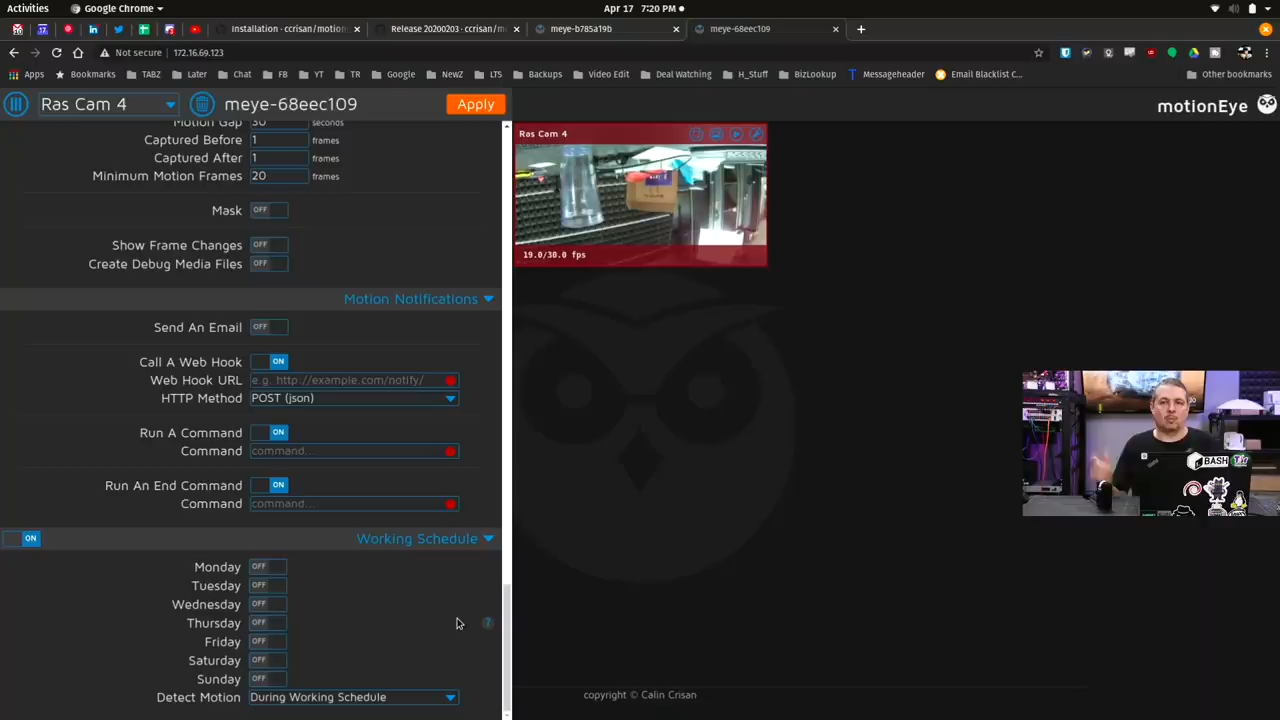 Activities
Google Chrome
Apr 17 7:20 PM
Installation - ccrisan/motion
Release 20200203 - ccrisan/m
meye-b785a19b
meye-68eec109
Not secure
172.16.69.123
Apps
Bookmarks
TABZ
Later
Chat
FB
YT
TR
Google
NewZ
LTS
Backups
Video Edit
Deal Watching
H_Stuff
BizLookup
Messageheader
Email Blacklist C...
Other bookmarks
Ras Cam 4
meye-68eec109
Apply
motionEye
Motion Gap 30 seconds
Captured Before 1 frames
Captured After 1 frames
Minimum Motion Frames 20 frames
Mask OFF
Show Frame Changes OFF
Create Debug Media Files OFF
Motion Notifications
Send An Email OFF
Call A Web Hook ON
Web Hook URL e.g. http://example.com/notify/
HTTP Method POST (json)
Run A Command ON
Command command...
Run An End Command ON
Command command...
ON Working Schedule
Monday OFF
Tuesday OFF
Wednesday OFF
Thursday OFF
?
Friday OFF
Saturday OFF
Sunday OFF
Detect Motion During Working Schedule
Ras Cam 4
19.0/30.0 fps
BASH
copyright © Calin Crisan